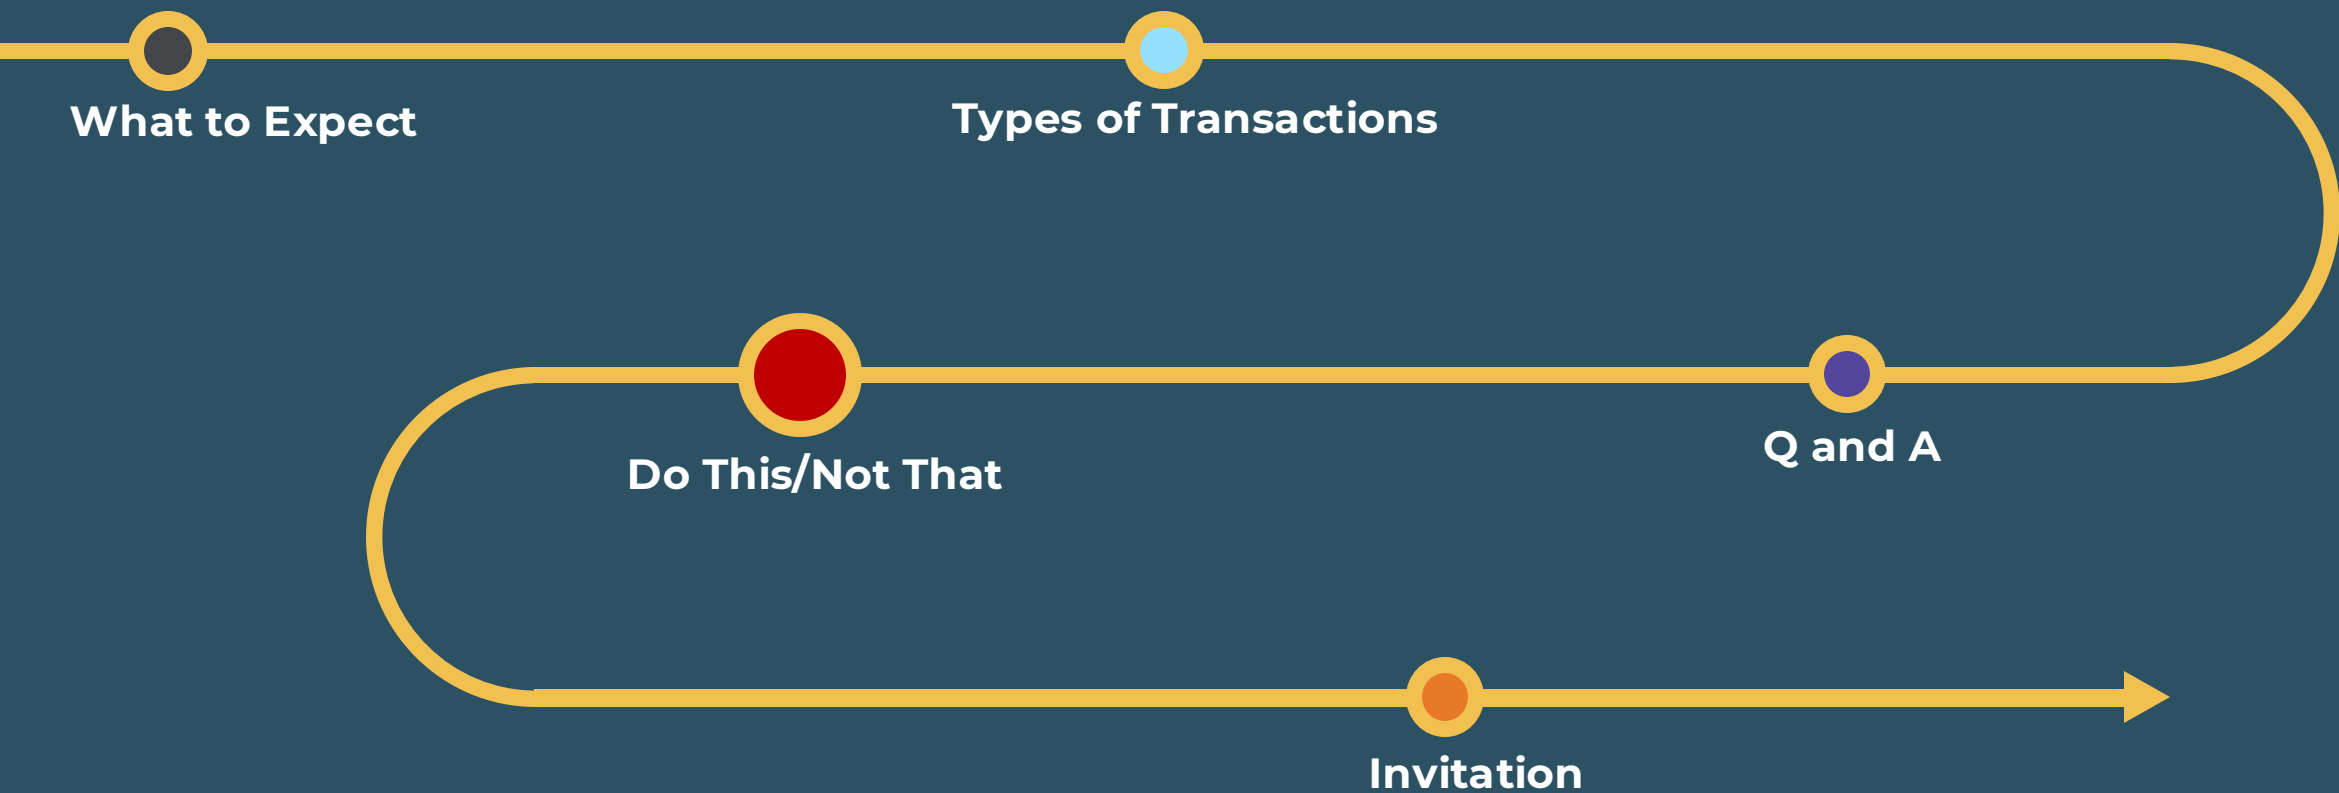 What to Expect
Types of Transactions
Q and A
Do This/Not That
Invitation